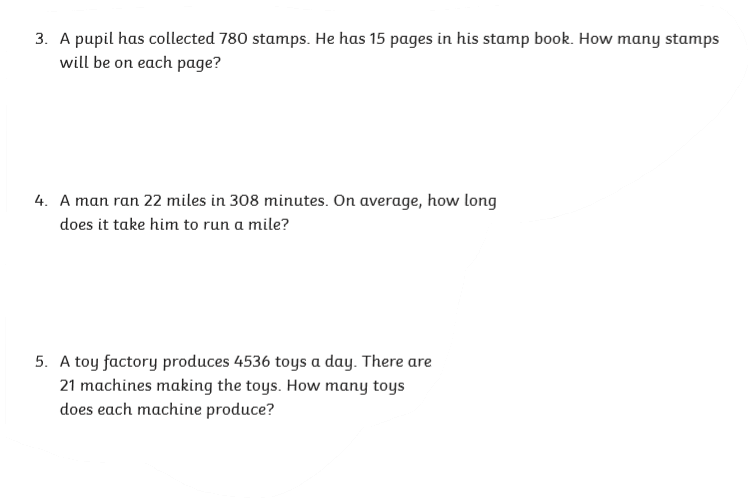 3. A pupil has collected 780 stamps. He has 15 pages in his stamp book. How many stamps
will be on each page?
4. A man ran 22 miles in 308 minutes. On average, how long
does it take him to run a mile?
5. A toy factory produces 4536 toys a day. There are
21 machines making the toys. How many toys
does each machine produce?